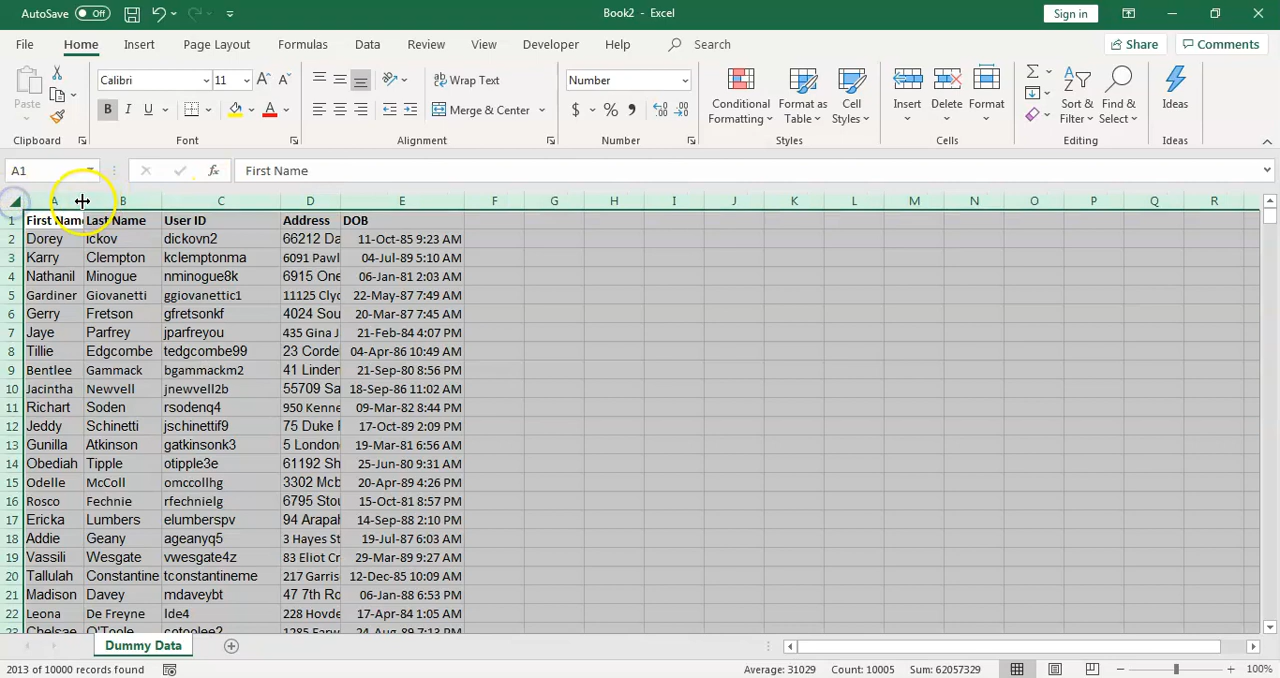 AutoSave Off Book2 - Excel Sign in
File Home Insert Page Layout Formulas Data Review View Developer Help Search Share Comments
Paste Calibri 11 A A B I U A Wrap Text Merge & Center Number $ % Conditional Formatting Format as Table Cell Styles Insert Delete Format Sort & Filter Find & Select Ideas
Clipboard Font Alignment Number Styles Cells Editing Ideas
A1 fx First Name
A B C D E F G H I J K L M N O P Q R
1 First Name Last Name User ID Address DOB
2 Dorey ickov dickovn2 66212 Da 11-Oct-85 9:23 AM
3 Karry Clempton kclemptonma 6091 Pawl 04-Jul-89 5:10 AM
4 Nathanil Minogue nminogue8k 6915 One 06-Jan-81 2:03 AM
5 Gardiner Giovanetti ggiovanettic1 11125 Clyd 22-May-87 7:49 AM
6 Gerry Fretson gfretsonkf 4024 Sou 20-Mar-87 7:45 AM
7 Jaye Parfrey jparfreyou 435 Gina J 21-Feb-84 4:07 PM
8 Tillie Edgcombe tedgcombe99 23 Corde 04-Apr-86 10:49 AM
9 Bentlee Gammack bgammackm2 41 Linden 21-Sep-80 8:56 PM
10 Jacintha Newvell jnewvell2b 55709 Sa 18-Sep-86 11:02 AM
11 Richart Soden rsodenq4 950 Kenne 09-Mar-82 8:44 PM
12 Jeddy Schinetti jschinettif9 75 Duke 17-Oct-89 2:09 PM
13 Gunilla Atkinson gatkinsonk3 5 London 19-Mar-81 6:56 AM
14 Obediah Tipple otipple3e 61192 Sh 25-Jun-80 9:31 AM
15 Odelle McColl omccollhg 3302 Mcb 20-Apr-89 4:26 PM
16 Rosco Fechnie rfechnielg 6795 Stou 15-Oct-81 8:57 PM
17 Ericka Lumbers elumberspv 94 Arapah 14-Sep-88 2:10 PM
18 Addie Geany ageanyq5 3 Hayes St 19-Jul-87 6:03 AM
19 Vassili Wesgate vwesgate4z 83 Eliot Cr 29-Mar-89 9:27 AM
20 Tallulah Constantine tconstantineme 217 Garris 12-Dec-85 10:09 AM
21 Madison Davey mdaveybt 47 7th Ro 06-Jan-88 6:53 PM
22 Leona De Freyne lde4 228 Hovde 17-Apr-84 1:05 AM
23 Chelsae O'Toole cotoolee2 1285 Farw 24-Aug-89 7:13 PM
Dummy Data
2013 of 10000 records found Average: 31029 Count: 10005 Sum: 62057329 100%